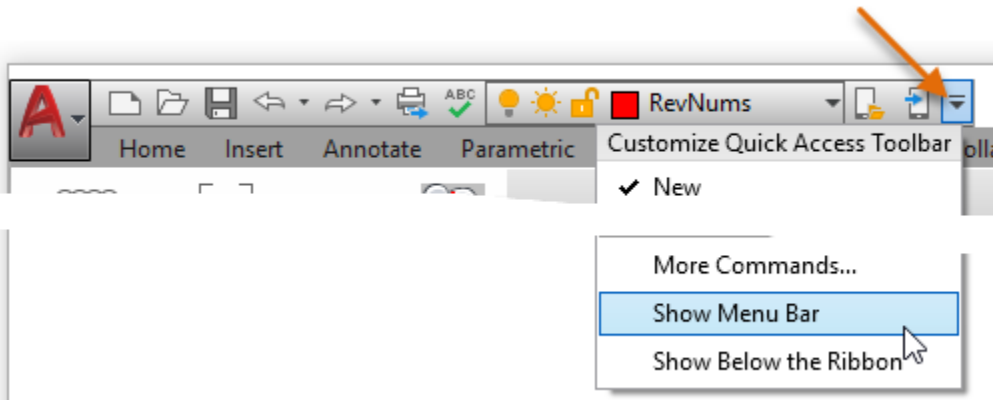 A
ABC
RevNums
Home Insert Annotate Parametric
Customize Quick Access Toolbar
New
More Commands...
Show Menu Bar
Show Below the Ribbon